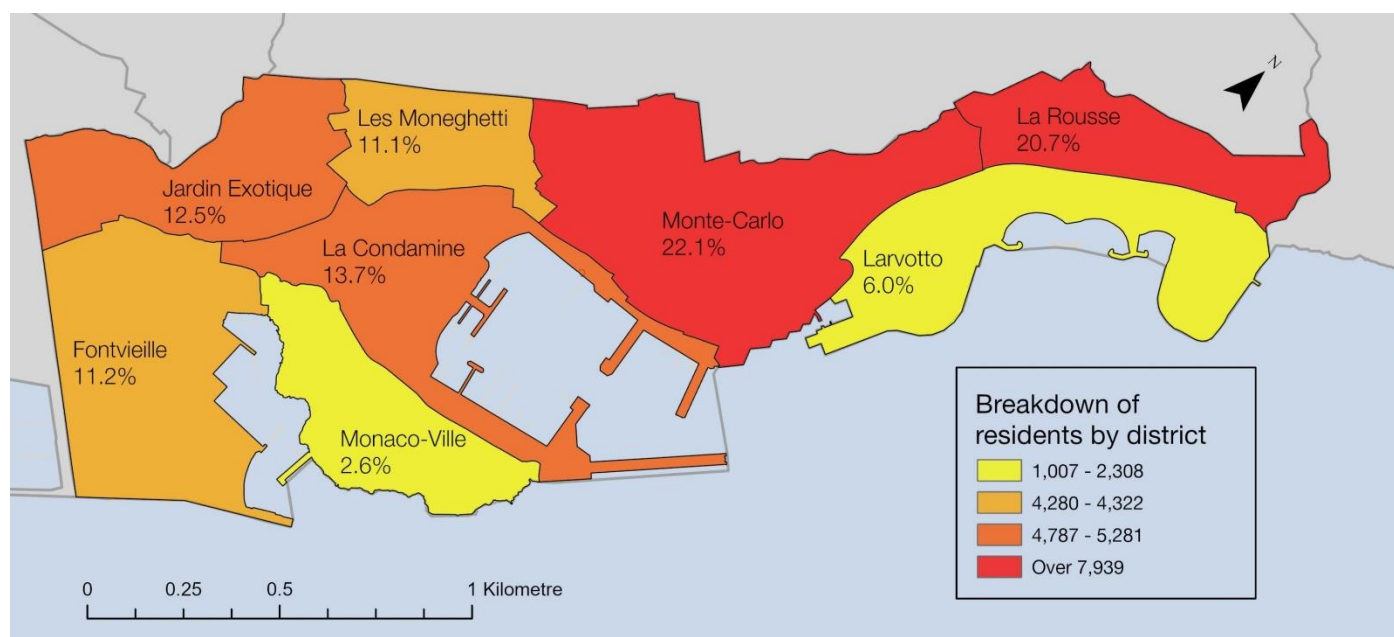 N
Les Moneghetti
11.1%
La Rousse
20.7%
Jardin Exotique
12.5%
Monte-Carlo
22.1%
La Condamine
13.7%
Larvotto
6.0%
Fontvieille
11.2%
Monaco-Ville
2.6%
Breakdown of
residents by district
1,007 - 2,308
4,280 - 4,322
4,787 - 5,281
Over 7,939
0 0.25 0.5 1 Kilometre